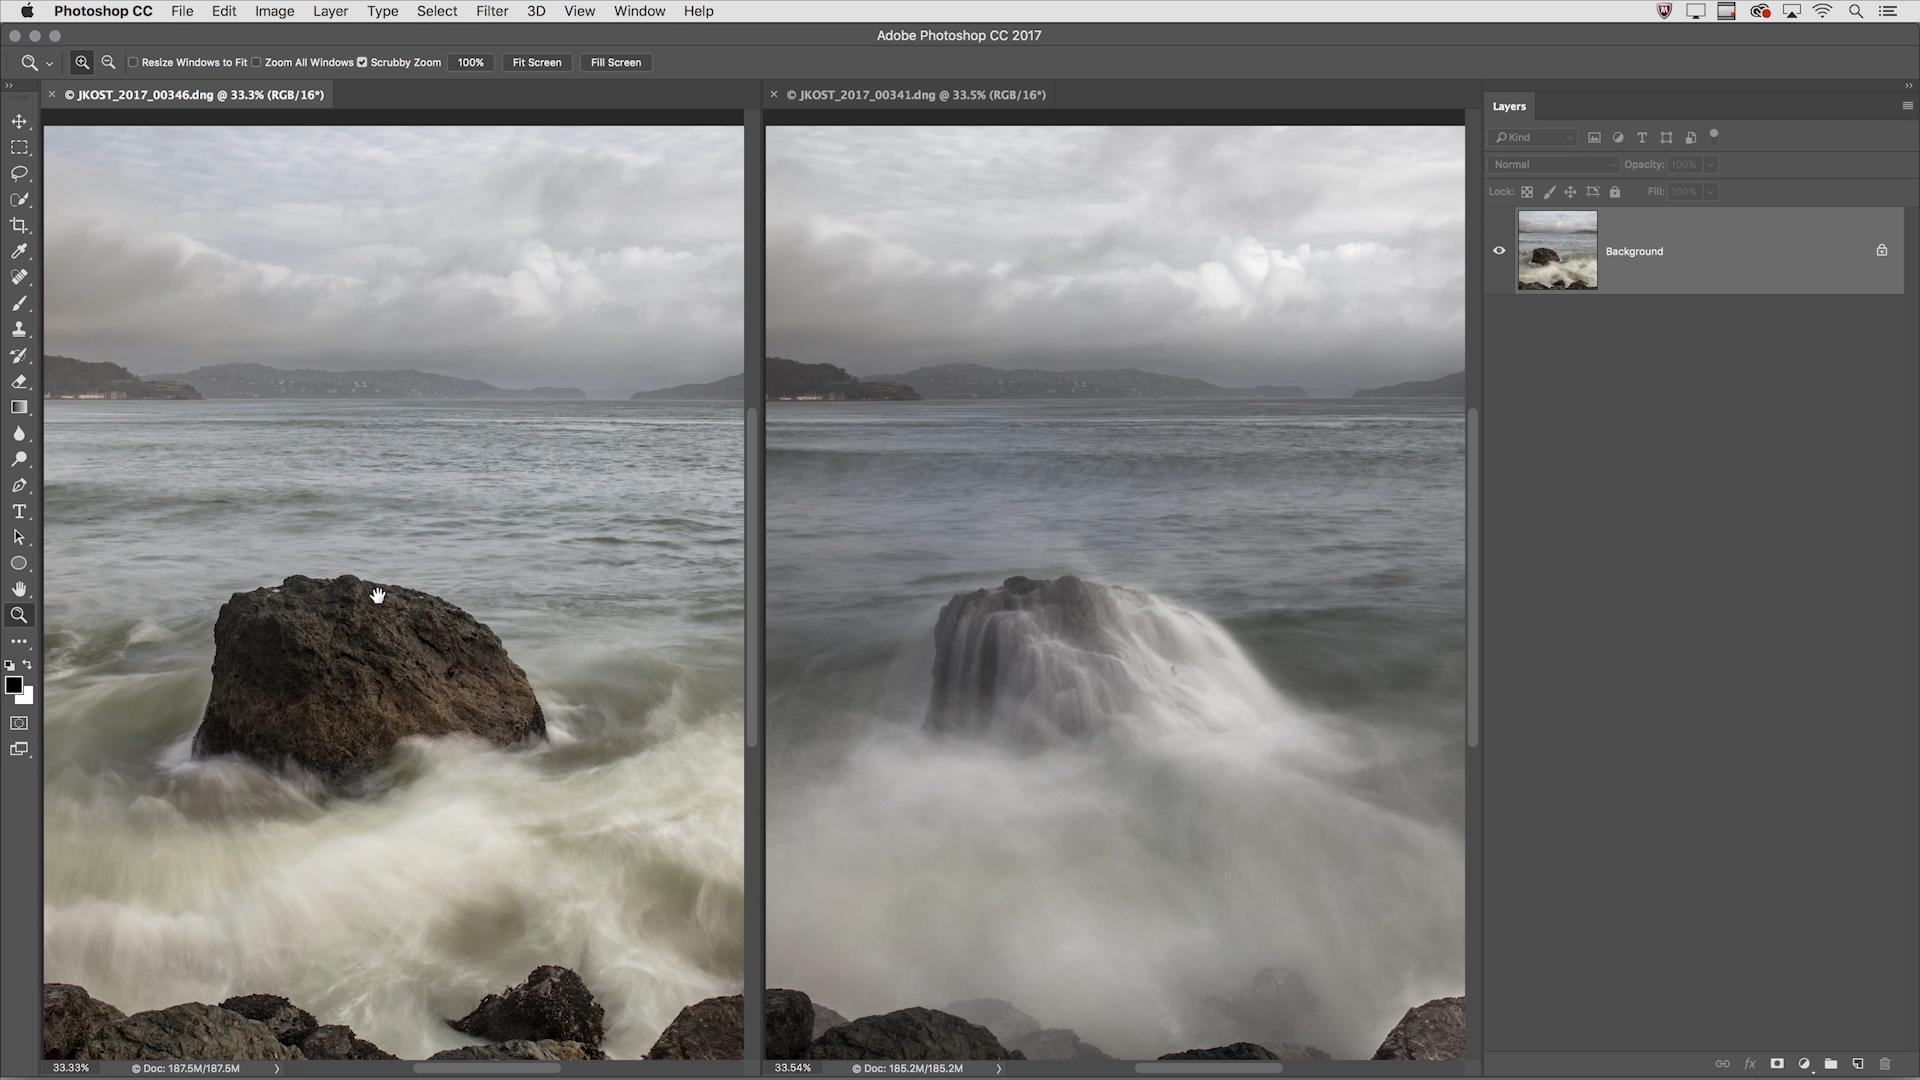 Photoshop CC File Edit Image Layer Type Select Filter 3D View Window Help
Adobe Photoshop CC 2017
Resize Windows to Fit Zoom All Windows Scrubby Zoom 100% Fit Screen Fill Screen
© JKOST_2017_00346.dng @ 33.3% (RGB/16*)
© JKOST_2017_00341.dng @ 33.5% (RGB/16*)
Layers
Kind
Normal Opacity: 100%
Lock: Fill: 100%
Background
33.33% © Doc: 187.5M/187.5M
33.54% © Doc: 185.2M/185.2M
fx